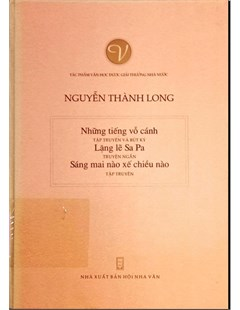 V
TÁC PHẨM VĂN HỌC ĐƯỢC GIẢI THƯỞNG NHÀ NƯỚC
NGUYỄN THÀNH LONG
Những tiếng vỗ cánh
TẬP TRUYỆN VÀ BÚT KÝ
Lặng lẽ Sa Pa
TRUYỆN NGẮN
Sáng mai nào xế chiều nào
TẬP TRUYỆN
NHÀ XUẤT BẢN HỘI NHÀ VĂN